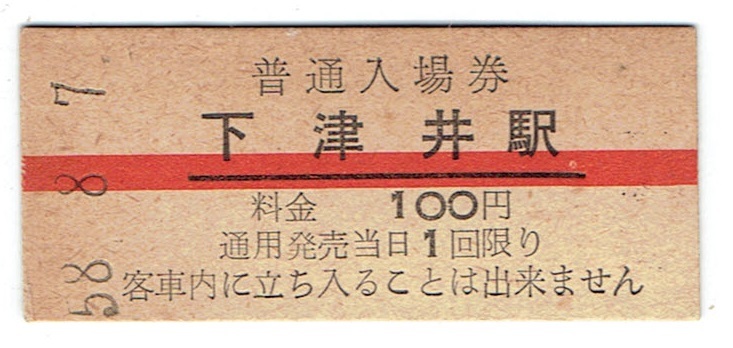 普通入場券
下津井駅
料金 100円
通用発売当日1回限り
客車内に立ち入ることは出来ません
58. 8. 7